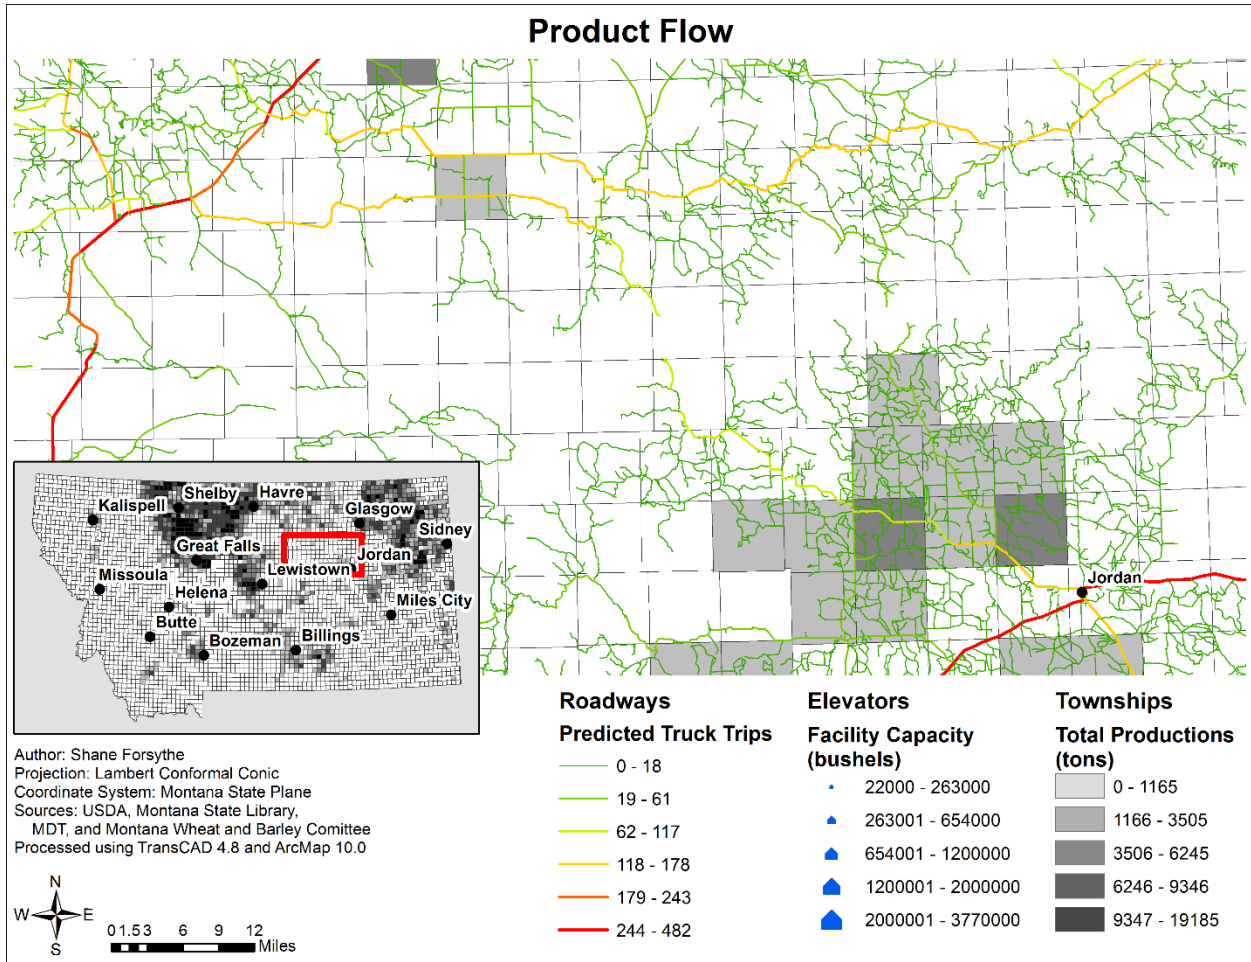 Product Flow
Jordan
Kalispell
Shelby
Havre
Glasgow
Sidney
Great Falls
Jordan
Lewistown
Missoula
Helena
Miles City
Butte
Bozeman
Billings
Author: Shane Forsythe
Projection: Lambert Conformal Conic
Coordinate System: Montana State Plane
Sources: USDA, Montana State Library,
MDT, and Montana Wheat and Barley Comittee
Processed using TransCAD 4.8 and ArcMap 10.0
N
W E
S
0 1.5 3 6 9 12
Miles
Roadways
Predicted Truck Trips
0 - 18
19 - 61
62 - 117
118 - 178
179 - 243
244 - 482
Elevators
Facility Capacity
(bushels)
22000 - 263000
263001 - 654000
654001 - 1200000
1200001 - 2000000
2000001 - 3770000
Townships
Total Productions
(tons)
0 - 1165
1166 - 3505
3506 - 6245
6246 - 9346
9347 - 19185